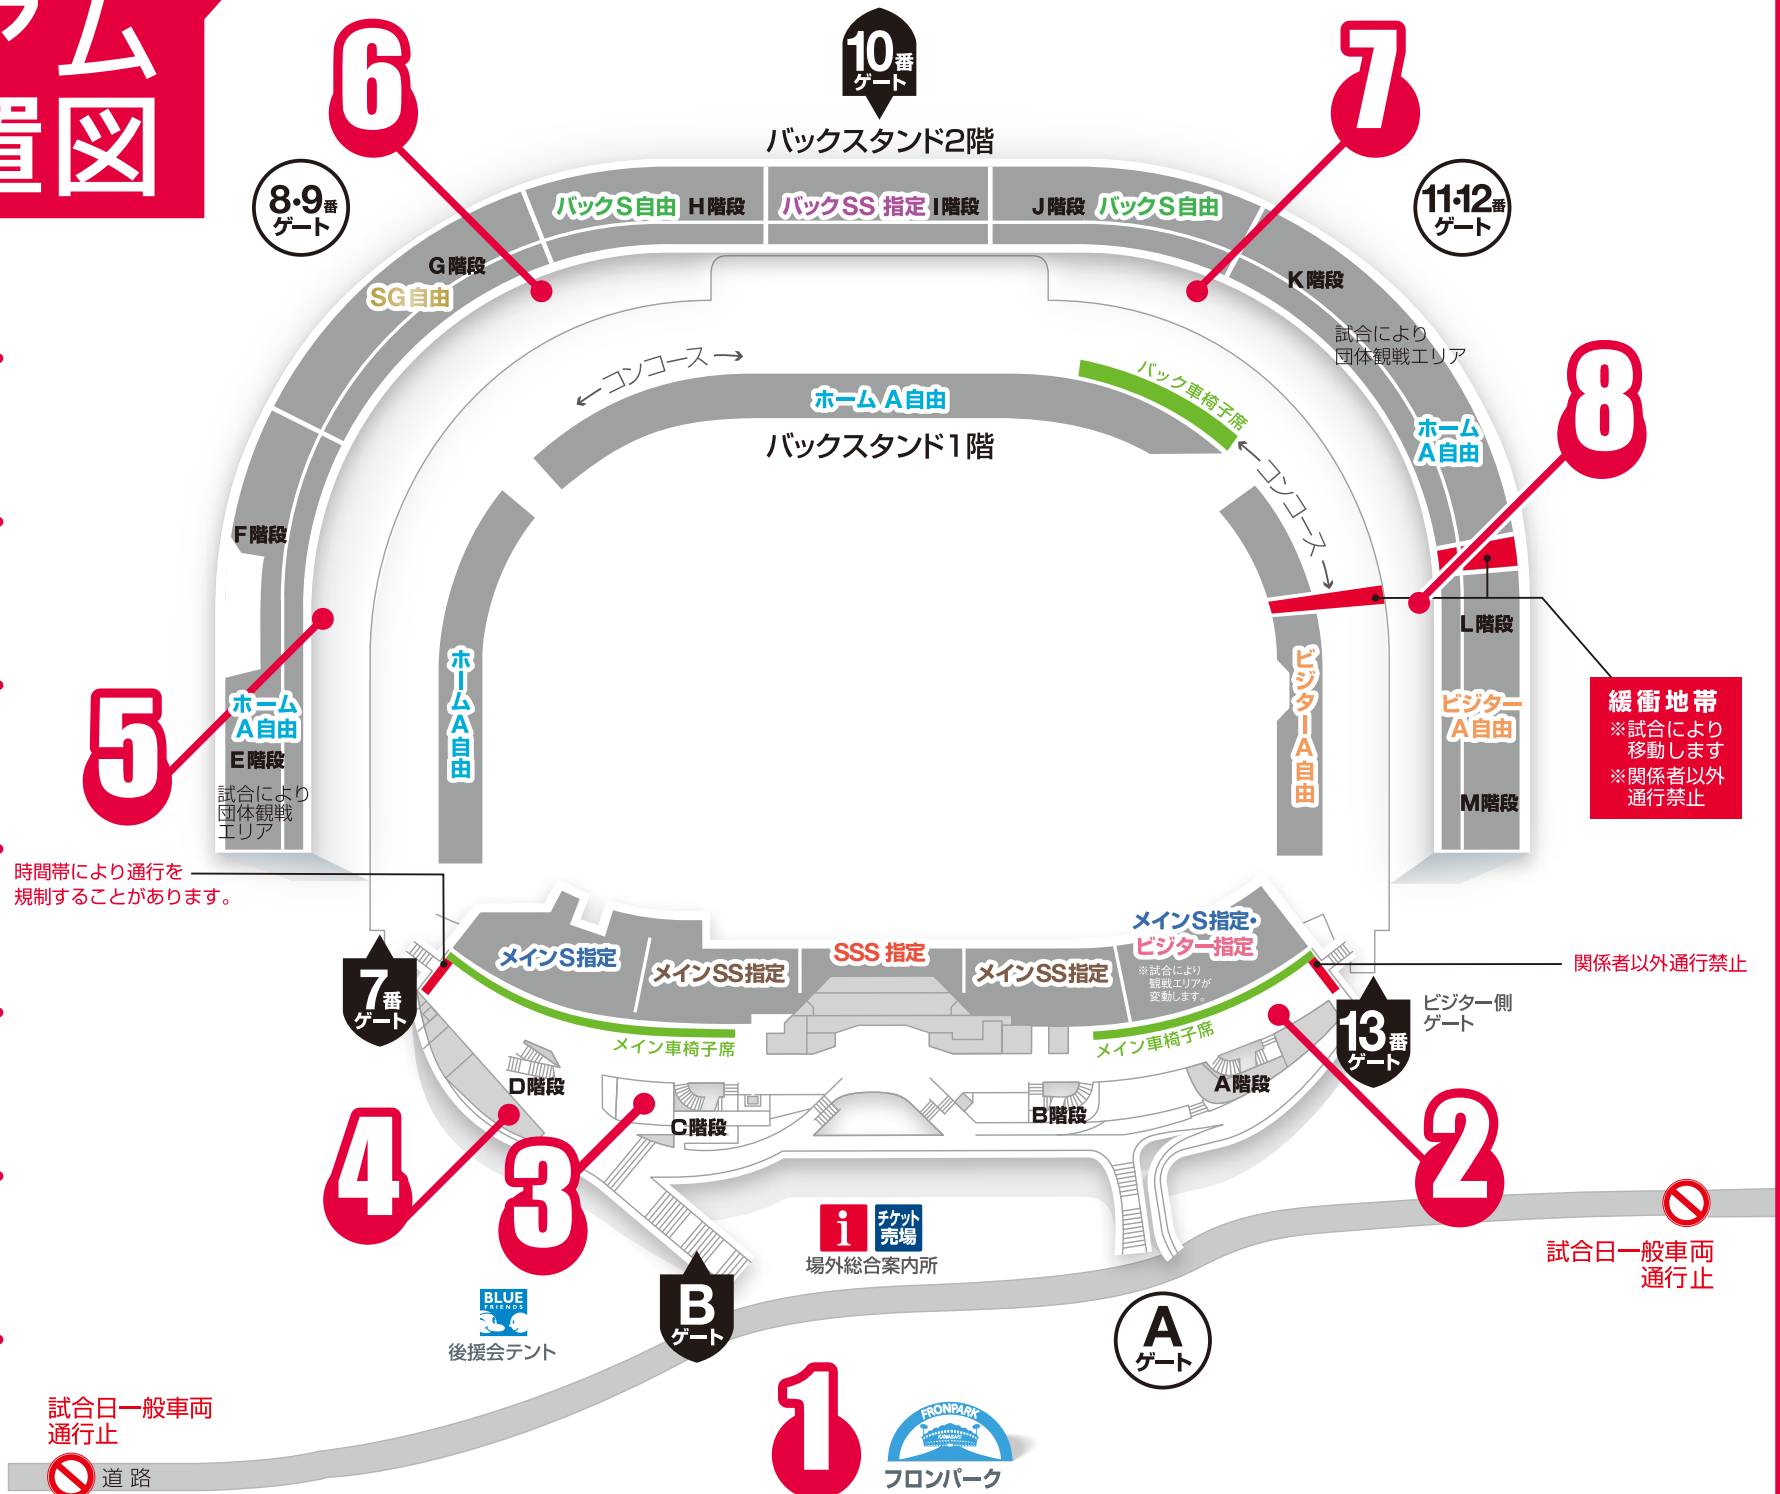 ム
置図
6
10番
ゲート
7
バックスタンド2階
8・9番
ゲート
11・12番
ゲート
バックS自由
H階段
バックSS 指定
I階段
J階段
バックS自由
G階段
SG自由
K階段
試合により
団体観戦エリア
←コンコース→
バック車椅子席
ホームA自由
バックスタンド1階
8
ホーム
A自由
←コンコース→
F階段
L階段
ホームA自由
ビジターA自由
5
ホーム
A自由
E階段
試合により
団体観戦
エリア
ビジター
A自由
M階段
緩衝地帯
※試合により
移動します
※関係者以外
通行禁止
時間帯により通行を
規制することがあります。
メインS指定
メインSS指定
SSS 指定
メインSS指定
メインS指定・
ビジター指定
※試合により
観戦エリアが
変動します。
関係者以外通行禁止
7番
ゲート
13番
ゲート
ビジター側
ゲート
メイン車椅子席
メイン車椅子席
D階段
C階段
B階段
A階段
4
3
2
i
チケット
売場
場外総合案内所
試合日一般車両
通行止
BLUE
FRIENDS
後援会テント
B
ゲート
A
ゲート
1
FRONPARK
KAWASAKI
フロンパーク
試合日一般車両
通行止
道路